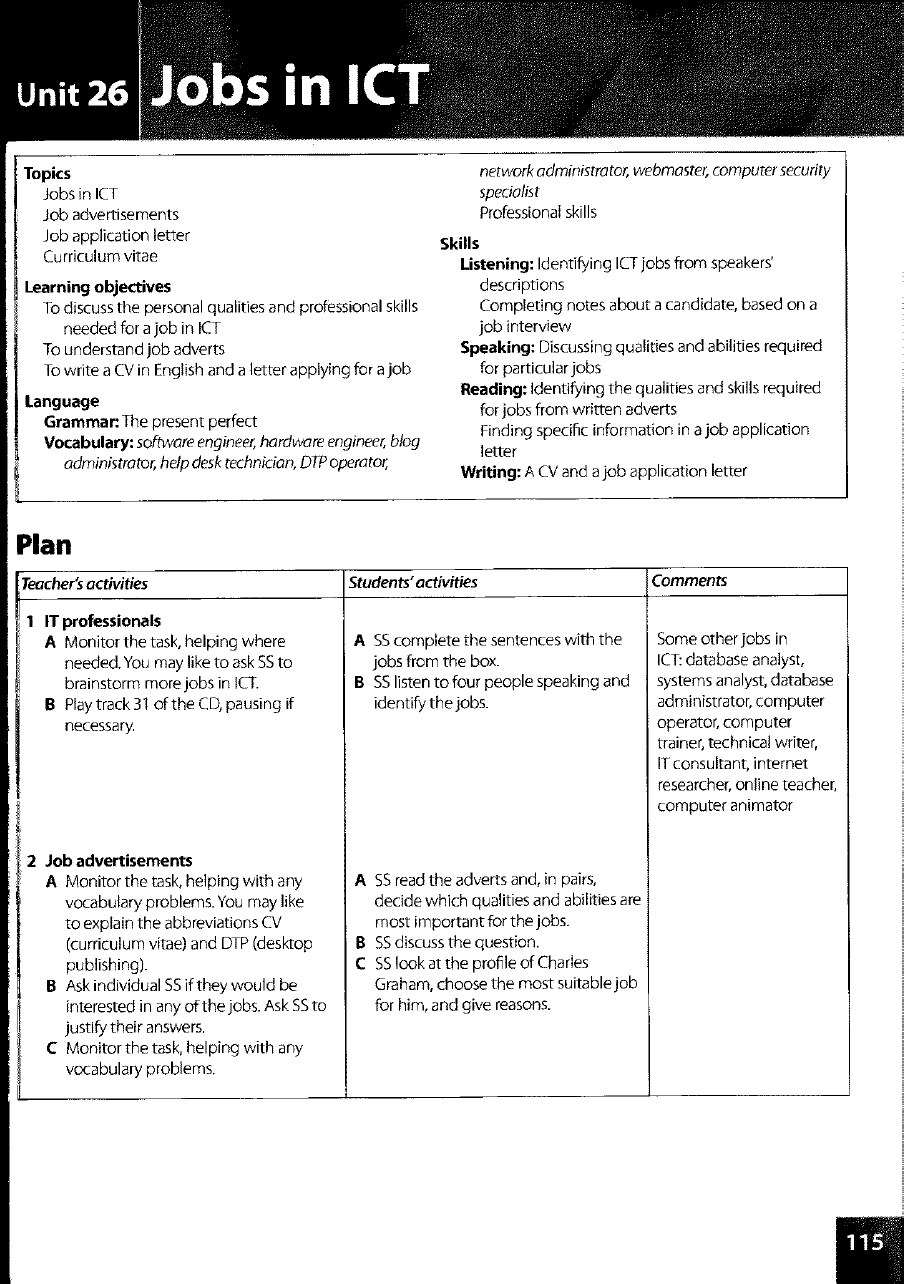 Unit 26 Jobs in ICT
Topics
Jobs in ICT
Job advertisements
Job application letter
Curriculum vitae
Learning objectives
To discuss the personal qualities and professional skills
needed for a job in ICT
To understand job adverts
To write a CV in English and a letter applying for a job
Language
Grammar: The present perfect
Vocabulary: software engineer, hardware engineer, blog
administrator, help desk technician, DTP operator,
network administrator, webmaster, computer security
specialist
Professional skills
Skills
Listening: Identifying ICT jobs from speakers'
descriptions
Completing notes about a candidate, based on a
job interview
Speaking: Discussing qualities and abilities required
for particular jobs
Reading: Identifying the qualities and skills required
for jobs from written adverts
Finding specific information in a job application
letter
Writing: A CV and a job application letter
Plan
Teacher's activities
Students' activities
Comments
1 IT professionals
A Monitor the task, helping where
needed. You may like to ask SS to
brainstorm more jobs in ICT.
B Play track 31 of the CD, pausing if
necessary.
A SS complete the sentences with the
jobs from the box.
B SS listen to four people speaking and
identify the jobs.
Some other jobs in
ICT: database analyst,
systems analyst, database
administrator, computer
operator, computer
trainer, technical writer,
IT consultant, internet
researcher, online teacher,
computer animator
2 Job advertisements
A Monitor the task, helping with any
vocabulary problems. You may like
to explain the abbreviations CV
(curriculum vitae) and DTP (desktop
publishing).
B Ask individual SS if they would be
interested in any of the jobs. Ask SS to
justify their answers.
C Monitor the task, helping with any
vocabulary problems.
A SS read the adverts and, in pairs,
decide which qualities and abilities are
most important for the jobs.
B SS discuss the question.
C SS look at the profile of Charles
Graham, choose the most suitable job
for him, and give reasons.
115